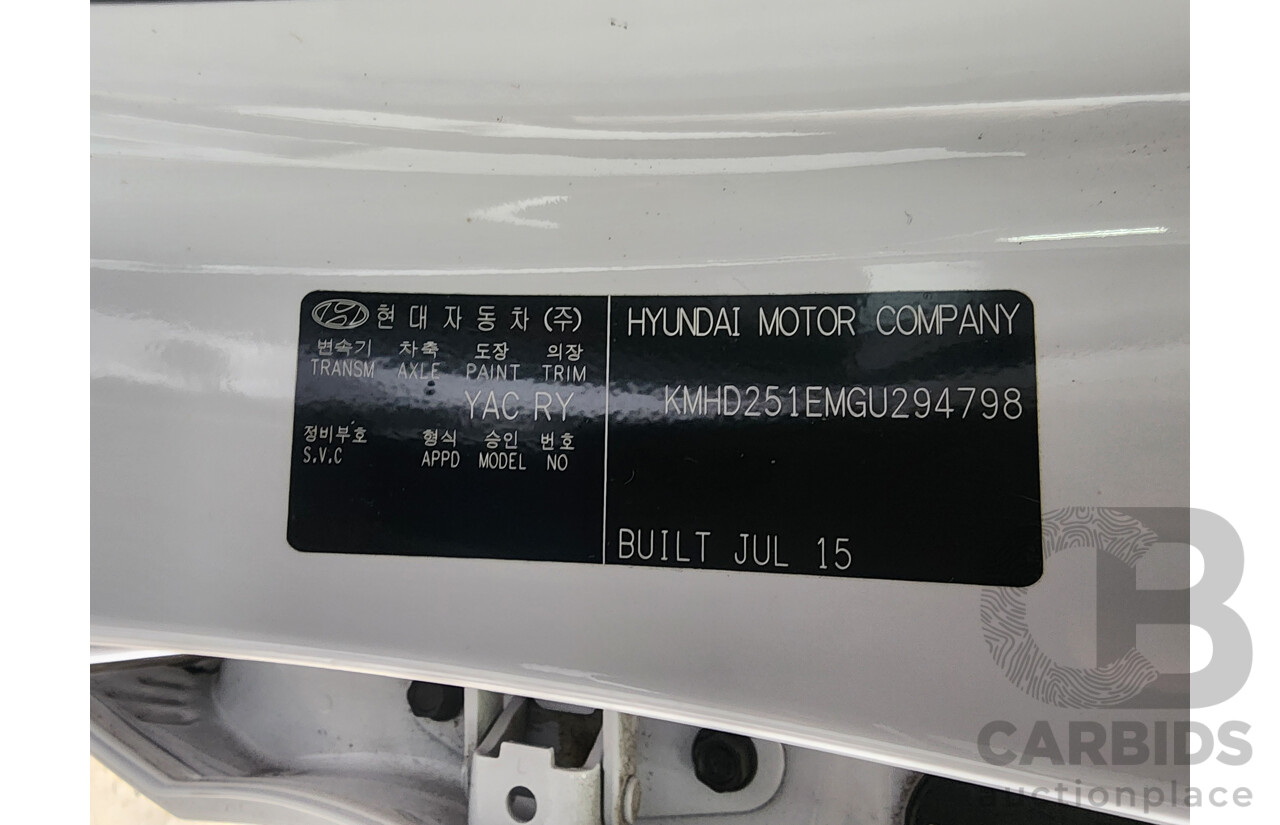 현대자동차(주)
변속기 차축 도장 의장
TRANSM AXLE PAINT TRIM
YAC RY
정비부호 형식 승인 번호
S.V.C APPD MODEL NO
HYUNDAI MOTOR COMPANY
KMHD251EMGU294798
BUILT JUL 15
CB
CARBIDS
auctionplace